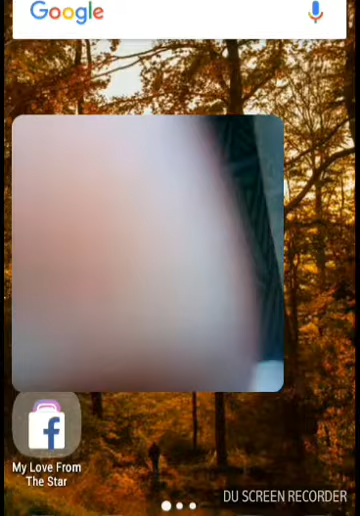 Google
f
My Love From
The Star
DU SCREEN RECORDER